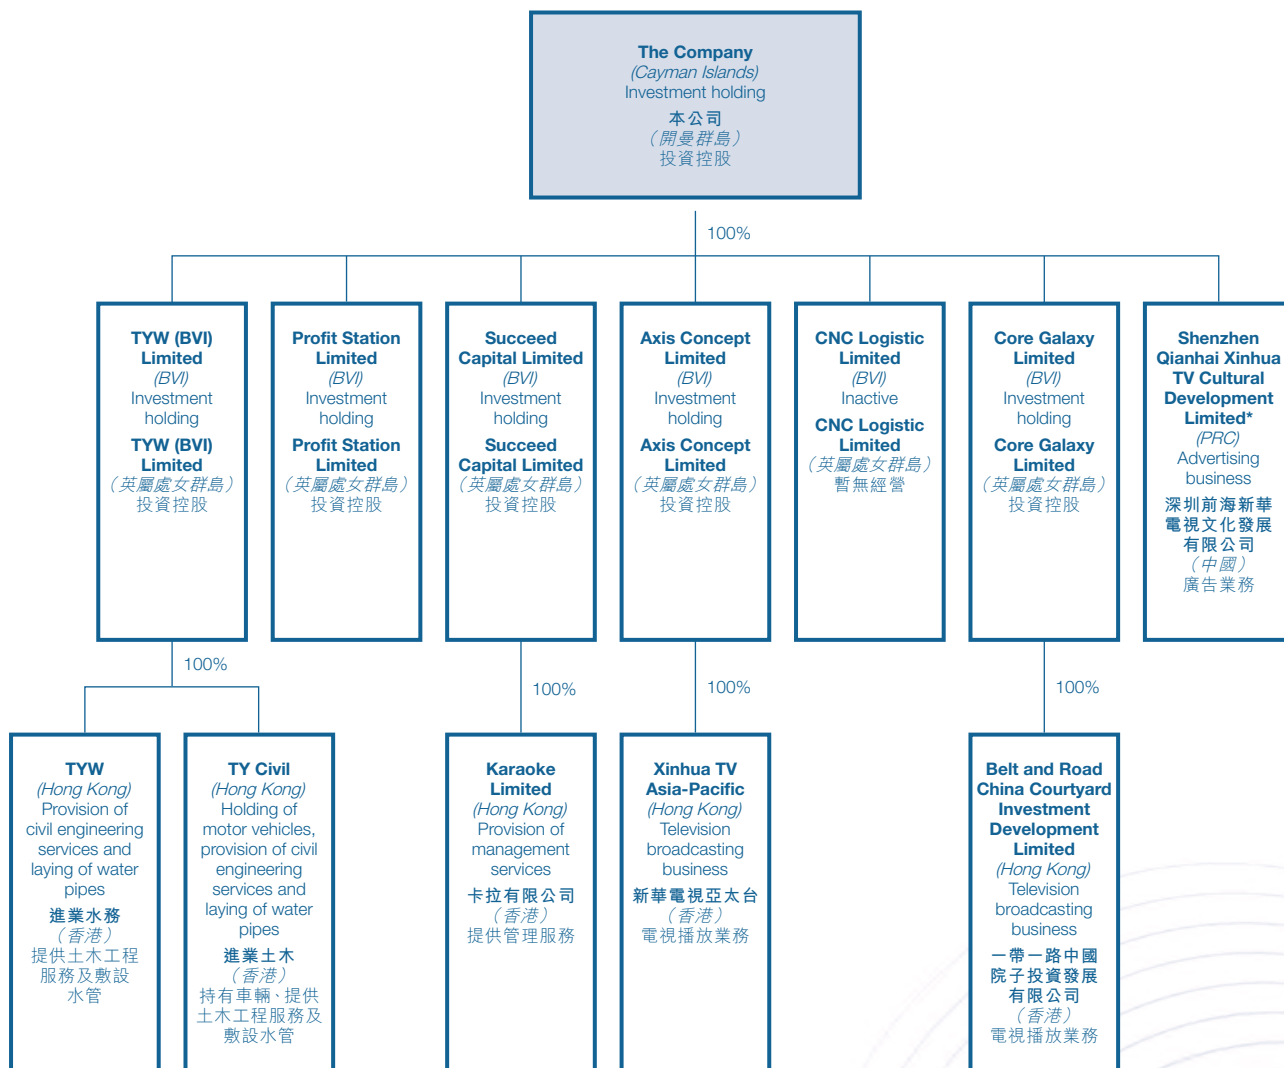 The Company
(Cayman Islands)
Investment holding
本公司
（開曼群島）
投資控股
100%
TYW (BVI)
Limited
(BVI)
Investment
holding
TYW (BVI)
Limited
（英屬處女群島）
投資控股
Profit Station
Limited
(BVI)
Investment
holding
Profit Station
Limited
（英屬處女群島）
投資控股
Succeed
Capital Limited
(BVI)
Investment
holding
Succeed
Capital Limited
（英屬處女群島）
投資控股
Axis Concept
Limited
(BVI)
Investment
holding
Axis Concept
Limited
（英屬處女群島）
投資控股
CNC Logistic
Limited
(BVI)
Inactive
CNC Logistic
Limited
（英屬處女群島）
暫無經營
Core Galaxy
Limited
(BVI)
Investment
holding
Core Galaxy
Limited
（英屬處女群島）
投資控股
Shenzhen
Qianhai Xinhua
TV Cultural
Development
Limited*
(PRC)
Advertising
business
深圳前海新華
電視文化發展
有限公司
（中國）
廣告業務
100%
100%
100%
100%
TYW
(Hong Kong)
Provision of
civil engineering
services and
laying of water
pipes
進業水務
（香港）
提供土木工程
服務及敷設
水管
TY Civil
(Hong Kong)
Holding of
motor vehicles,
provision of civil
engineering
services and
laying of water
pipes
進業土木
（香港）
持有車輛、提供
土木工程服務及
敷設水管
Karaoke
Limited
(Hong Kong)
Provision of
management
services
卡拉有限公司
（香港）
提供管理服務
Xinhua TV
Asia-Pacific
(Hong Kong)
Television
broadcasting
business
新華電視亞太台
（香港）
電視播放業務
Belt and Road
China Courtyard
Investment
Development
Limited
(Hong Kong)
Television
broadcasting
business
一帶一路中國
院子投資發展
有限公司
（香港）
電視播放業務